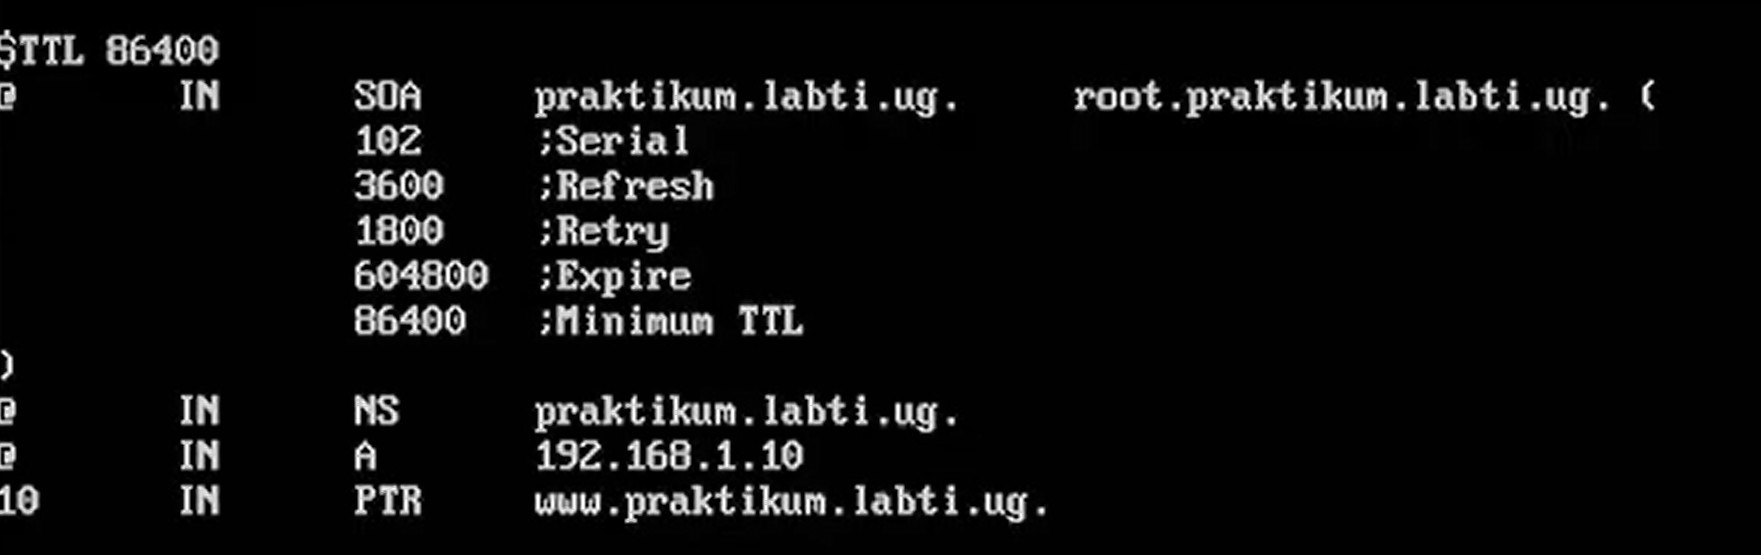 $TTL 86400
@ IN SOA praktikum.labti.ug. root.praktikum.labti.ug. (
102 ;Serial
3600 ;Refresh
1800 ;Retry
604800 ;Expire
86400 ;Minimum TTL
)
@ IN NS praktikum.labti.ug.
@ IN A 192.168.1.10
10 IN PTR www.praktikum.labti.ug.